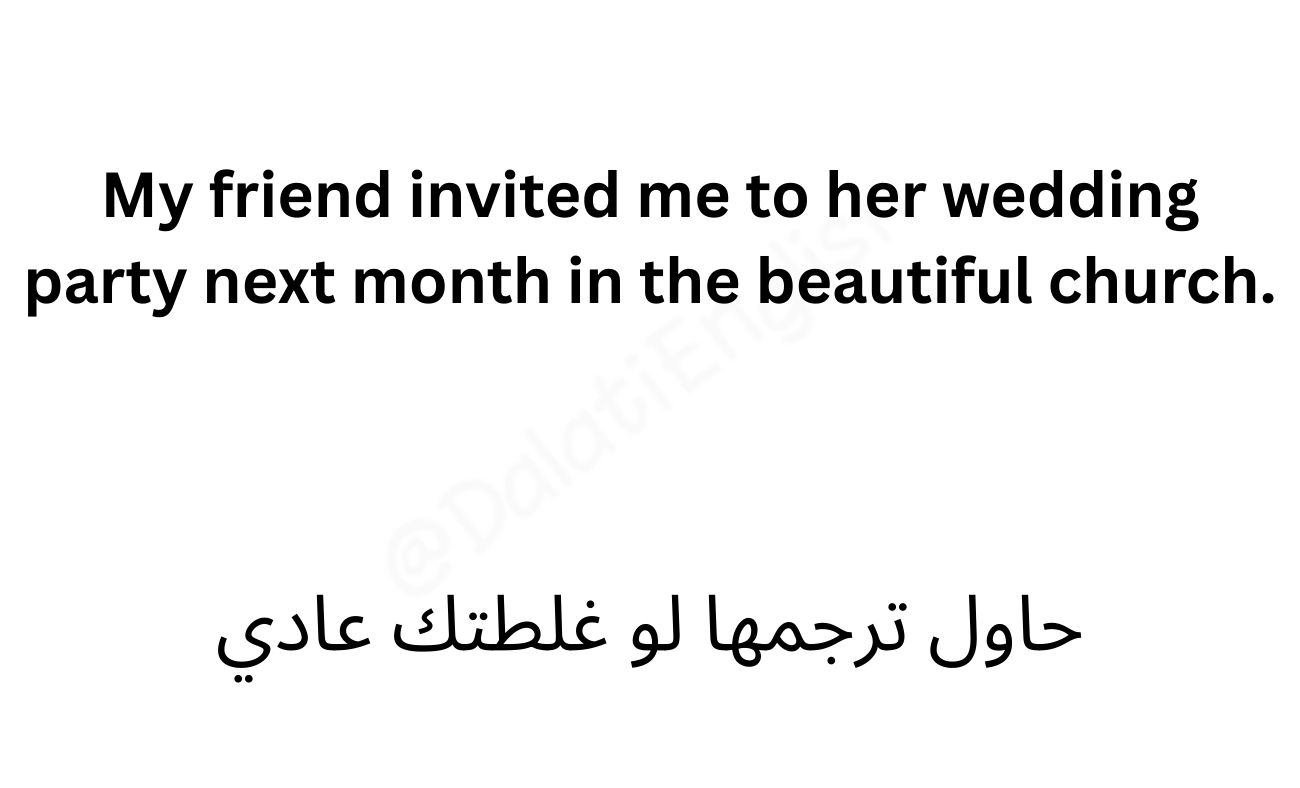 My friend invited me to her wedding
party next month in the beautiful church.
@DalatiEnglish
حاول ترجمها لو غلطتك عادي